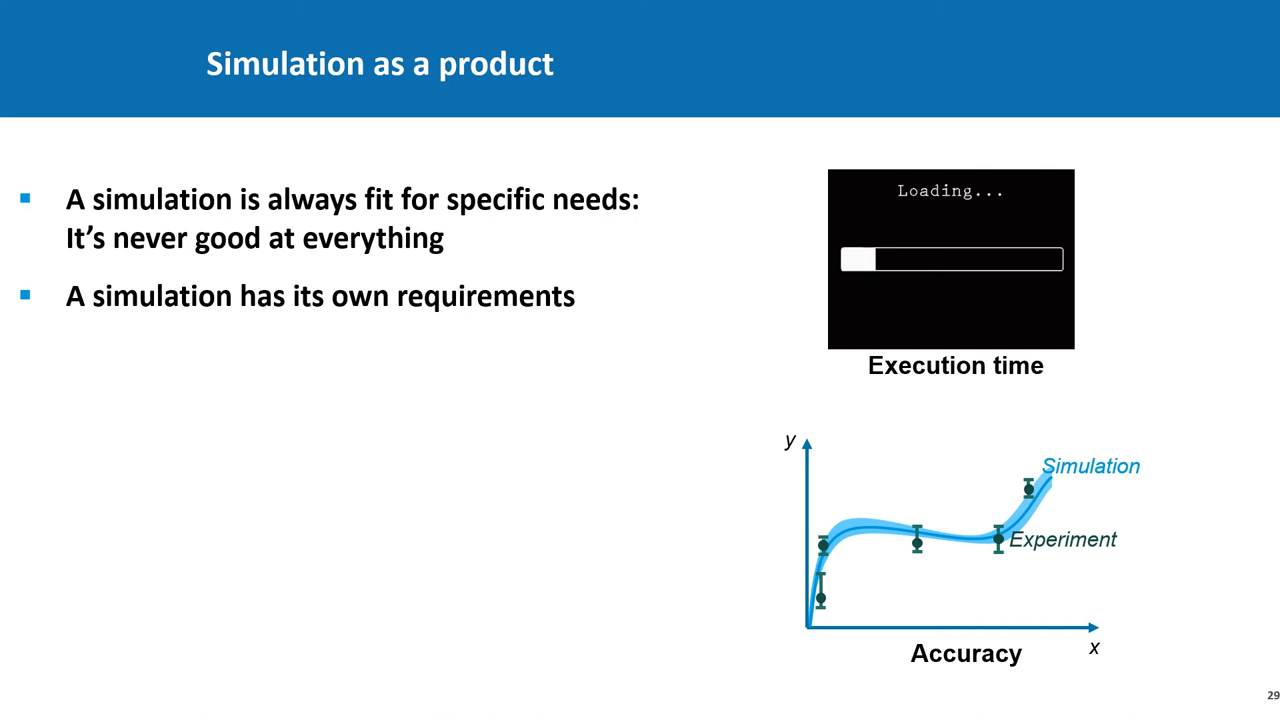 Simulation as a product
A simulation is always fit for specific needs:
It's never good at everything
A simulation has its own requirements
Loading...
Execution time
y
Simulation
Experiment
x
Accuracy
29